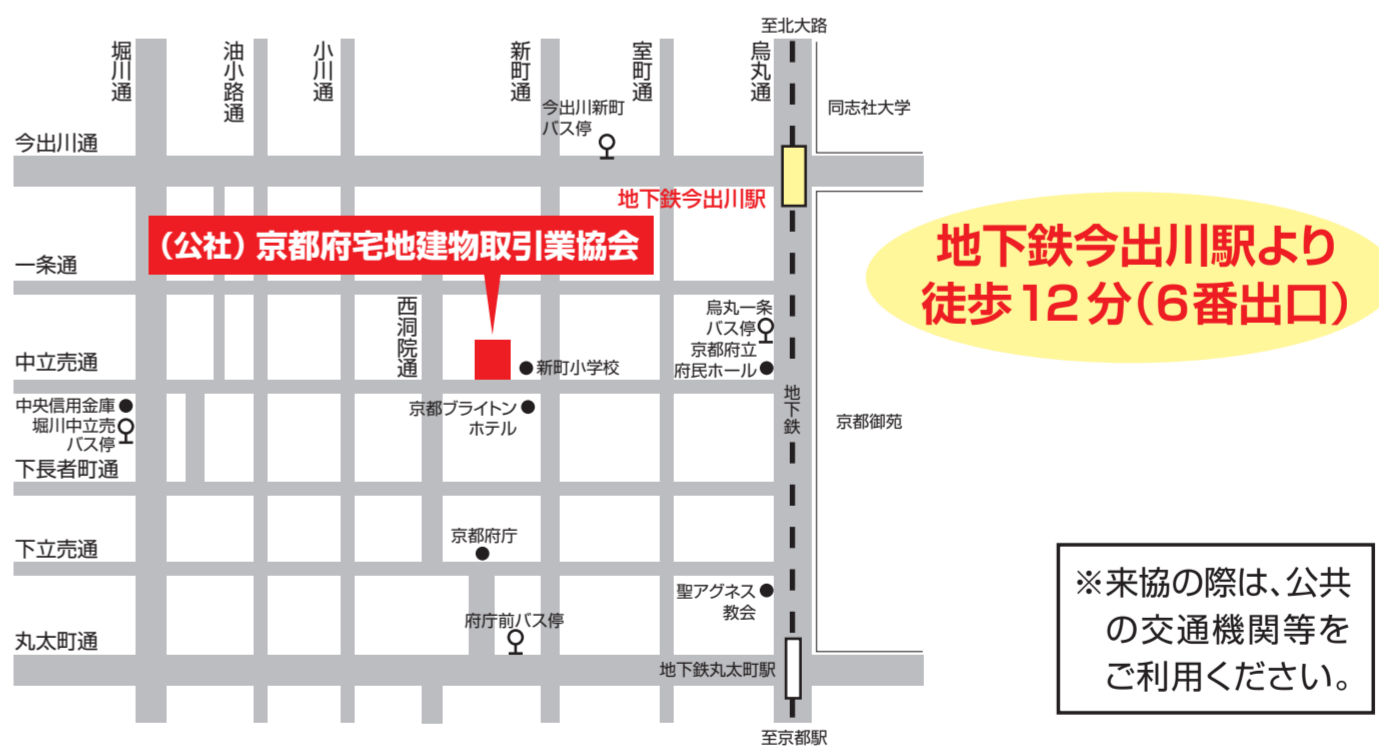 至北大路
堀川通
油小路通
小川通
新町通
室町通
烏丸通
今出川新町
バス停
同志社大学
今出川通
地下鉄今出川駅
(公社)京都府宅地建物取引業協会
地下鉄今出川駅より
徒歩12分(6番出口)
一条通
西洞院通
烏丸一条
バス停
京都府立
府民ホール
中立売通
新町小学校
地下鉄
中央信用金庫
堀川中立売
バス停
京都ブライトン
ホテル
京都御苑
下長者町通
京都府庁
下立売通
聖アグネス
教会
※来協の際は、公共
の交通機関等を
ご利用ください。
府庁前バス停
丸太町通
地下鉄丸太町駅
至京都駅